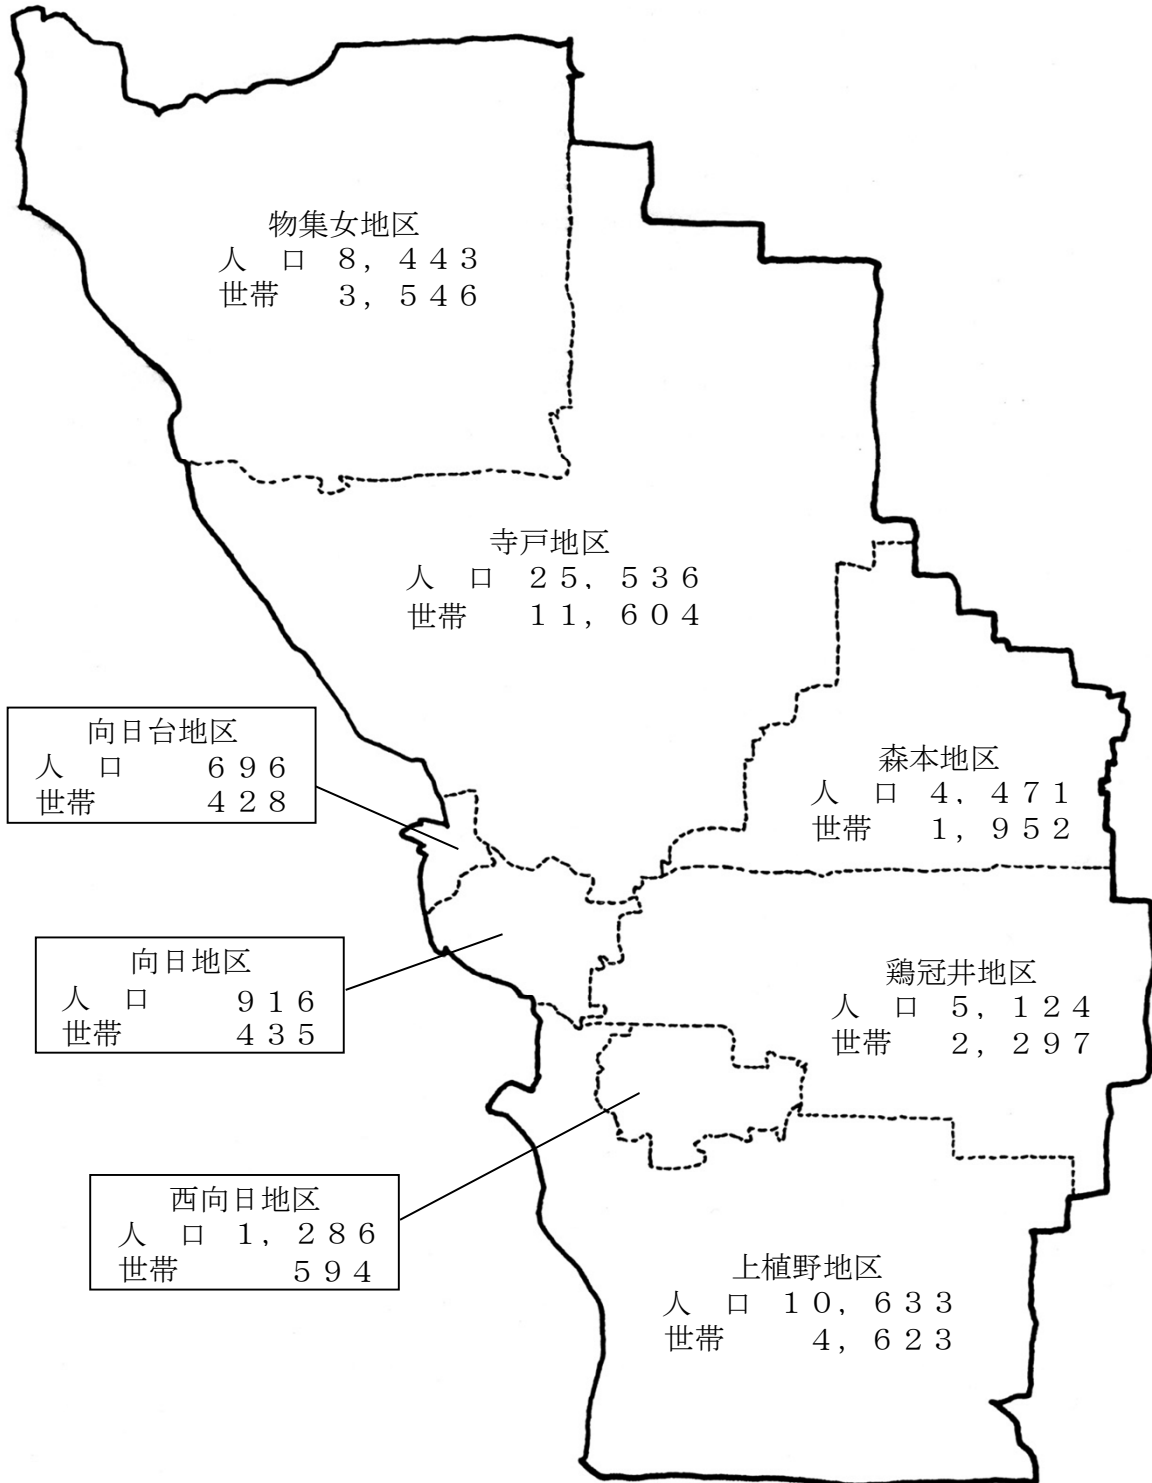 物集女地区
人　口　８，４４３
世帯　　３，５４６
寺戸地区
人　口　２５，５３６
世帯　　１１，６０４
向日台地区
人　口　　６９６
世帯　　　４２８
森本地区
人　口　４，４７１
世帯　　１，９５２
向日地区
人　口　　９１６
世帯　　　４３５
鶏冠井地区
人　口　５，１２４
世帯　　２，２９７
西向日地区
人　口　１，２８６
世帯　　　５９４
上植野地区
人　口　１０，６３３
世帯　　　４，６２３